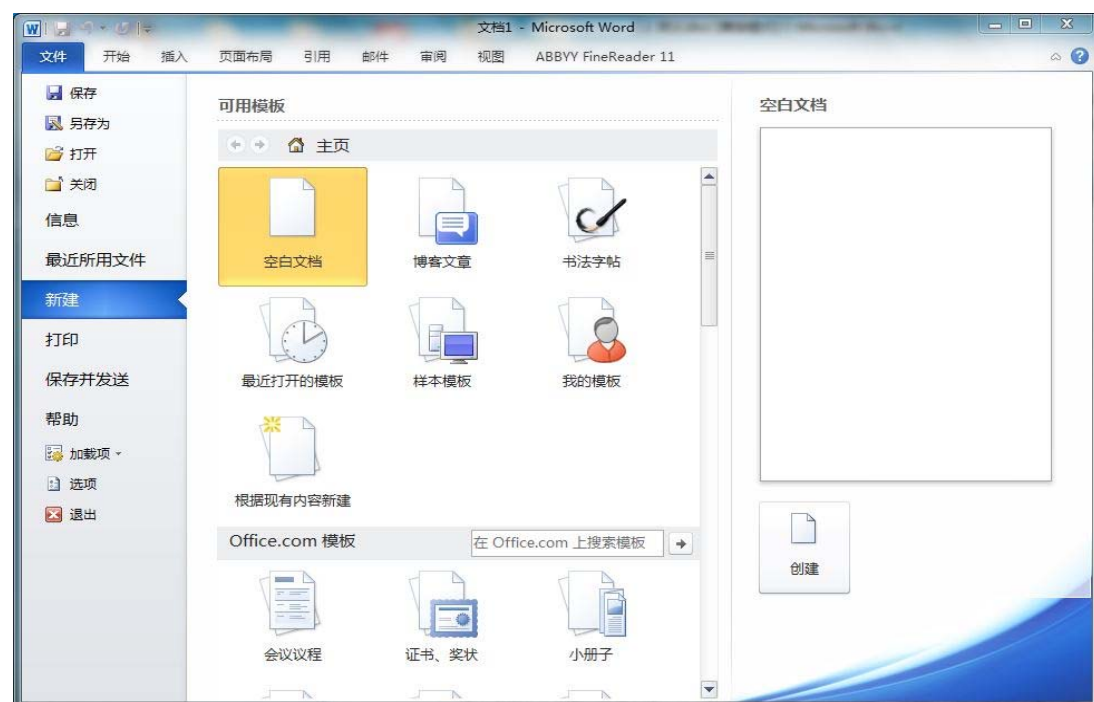 文档1 - Microsoft Word
文件 开始 插入 页面布局 引用 邮件 审阅 视图 ABBYY FineReader 11
保存
另存为
打开
关闭
信息
最近所用文件
新建
打印
保存并发送
帮助
加载项
选项
退出
可用模板
主页
空白文档 博客文章 书法字帖
最近打开的模板 样本模板 我的模板
根据现有内容新建
Office.com 模板 在 Office.com 上搜索模板
会议议程 证书、奖状 小册子
空白文档
创建